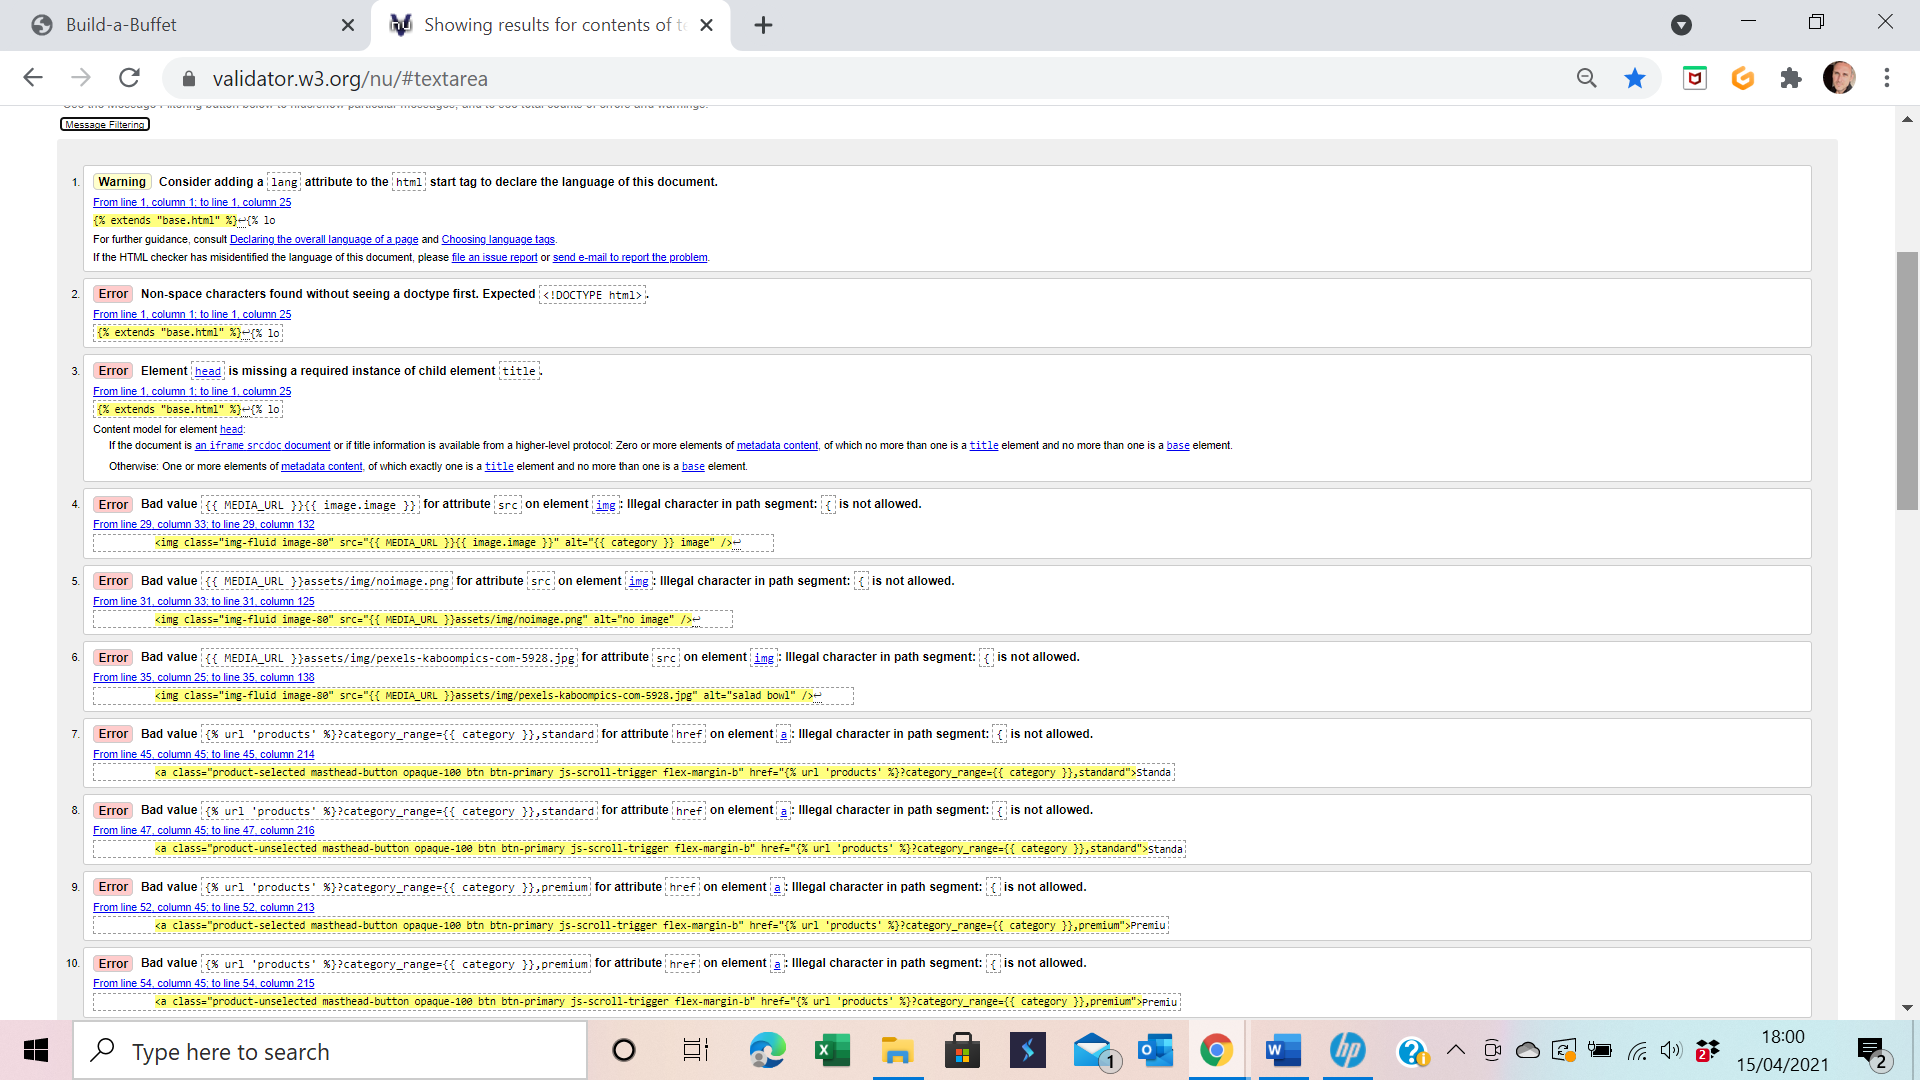 Build-a-Buffet
Showing results for contents of te
validator.w3.org/nu/#textarea
Use the Message Filtering button below to hide/show particular messages, and to see total counts of errors and warnings.
Message Filtering
1. Warning Consider adding a lang attribute to the html start tag to declare the language of this document.
From line 1, column 1; to line 1, column 25
{% extends "base.html" %}↩{% lo
For further guidance, consult Declaring the overall language of a page and Choosing language tags.
If the HTML checker has misidentified the language of this document, please file an issue report or send e-mail to report the problem.
2. Error Non-space characters found without seeing a doctype first. Expected <!DOCTYPE html>.
From line 1, column 1; to line 1, column 25
{% extends "base.html" %}↩{% lo
3. Error Element head is missing a required instance of child element title.
From line 1, column 1; to line 1, column 25
{% extends "base.html" %}↩{% lo
Content model for element head:
If the document is an iframe srcdoc document or if title information is available from a higher-level protocol: Zero or more elements of metadata content, of which no more than one is a title element and no more than one is a base element.
Otherwise: One or more elements of metadata content, of which exactly one is a title element and no more than one is a base element.
4. Error Bad value {{ MEDIA_URL }}{{ image.image }} for attribute src on element img: Illegal character in path segment: { is not allowed.
From line 29, column 33; to line 29, column 132
<img class="img-fluid image-80" src="{{ MEDIA_URL }}{{ image.image }}" alt="{{ category }} image" />↩
5. Error Bad value {{ MEDIA_URL }}assets/img/noimage.png for attribute src on element img: Illegal character in path segment: { is not allowed.
From line 31, column 33; to line 31, column 125
<img class="img-fluid image-80" src="{{ MEDIA_URL }}assets/img/noimage.png" alt="no image" />↩
6. Error Bad value {{ MEDIA_URL }}assets/img/pexels-kaboompics-com-5928.jpg for attribute src on element img: Illegal character in path segment: { is not allowed.
From line 35, column 25; to line 35, column 138
<img class="img-fluid image-80" src="{{ MEDIA_URL }}assets/img/pexels-kaboompics-com-5928.jpg" alt="salad bowl" />↩
7. Error Bad value {% url 'products' %}?category_range={{ category }},standard for attribute href on element a: Illegal character in path segment: { is not allowed.
From line 45, column 45; to line 45, column 214
<a class="product-selected masthead-button opaque-100 btn btn-primary js-scroll-trigger flex-margin-b" href="{% url 'products' %}?category_range={{ category }},standard">Standa
8. Error Bad value {% url 'products' %}?category_range={{ category }},standard for attribute href on element a: Illegal character in path segment: { is not allowed.
From line 47, column 45; to line 47, column 216
<a class="product-unselected masthead-button opaque-100 btn btn-primary js-scroll-trigger flex-margin-b" href="{% url 'products' %}?category_range={{ category }},standard">Standa
9. Error Bad value {% url 'products' %}?category_range={{ category }},premium for attribute href on element a: Illegal character in path segment: { is not allowed.
From line 52, column 45; to line 52, column 213
<a class="product-selected masthead-button opaque-100 btn btn-primary js-scroll-trigger flex-margin-b" href="{% url 'products' %}?category_range={{ category }},premium">Premiu
10. Error Bad value {% url 'products' %}?category_range={{ category }},premium for attribute href on element a: Illegal character in path segment: { is not allowed.
From line 54, column 45; to line 54, column 215
<a class="product-unselected masthead-button opaque-100 btn btn-primary js-scroll-trigger flex-margin-b" href="{% url 'products' %}?category_range={{ category }},premium">Premiu
Type here to search
1
2
18:00
15/04/2021
2